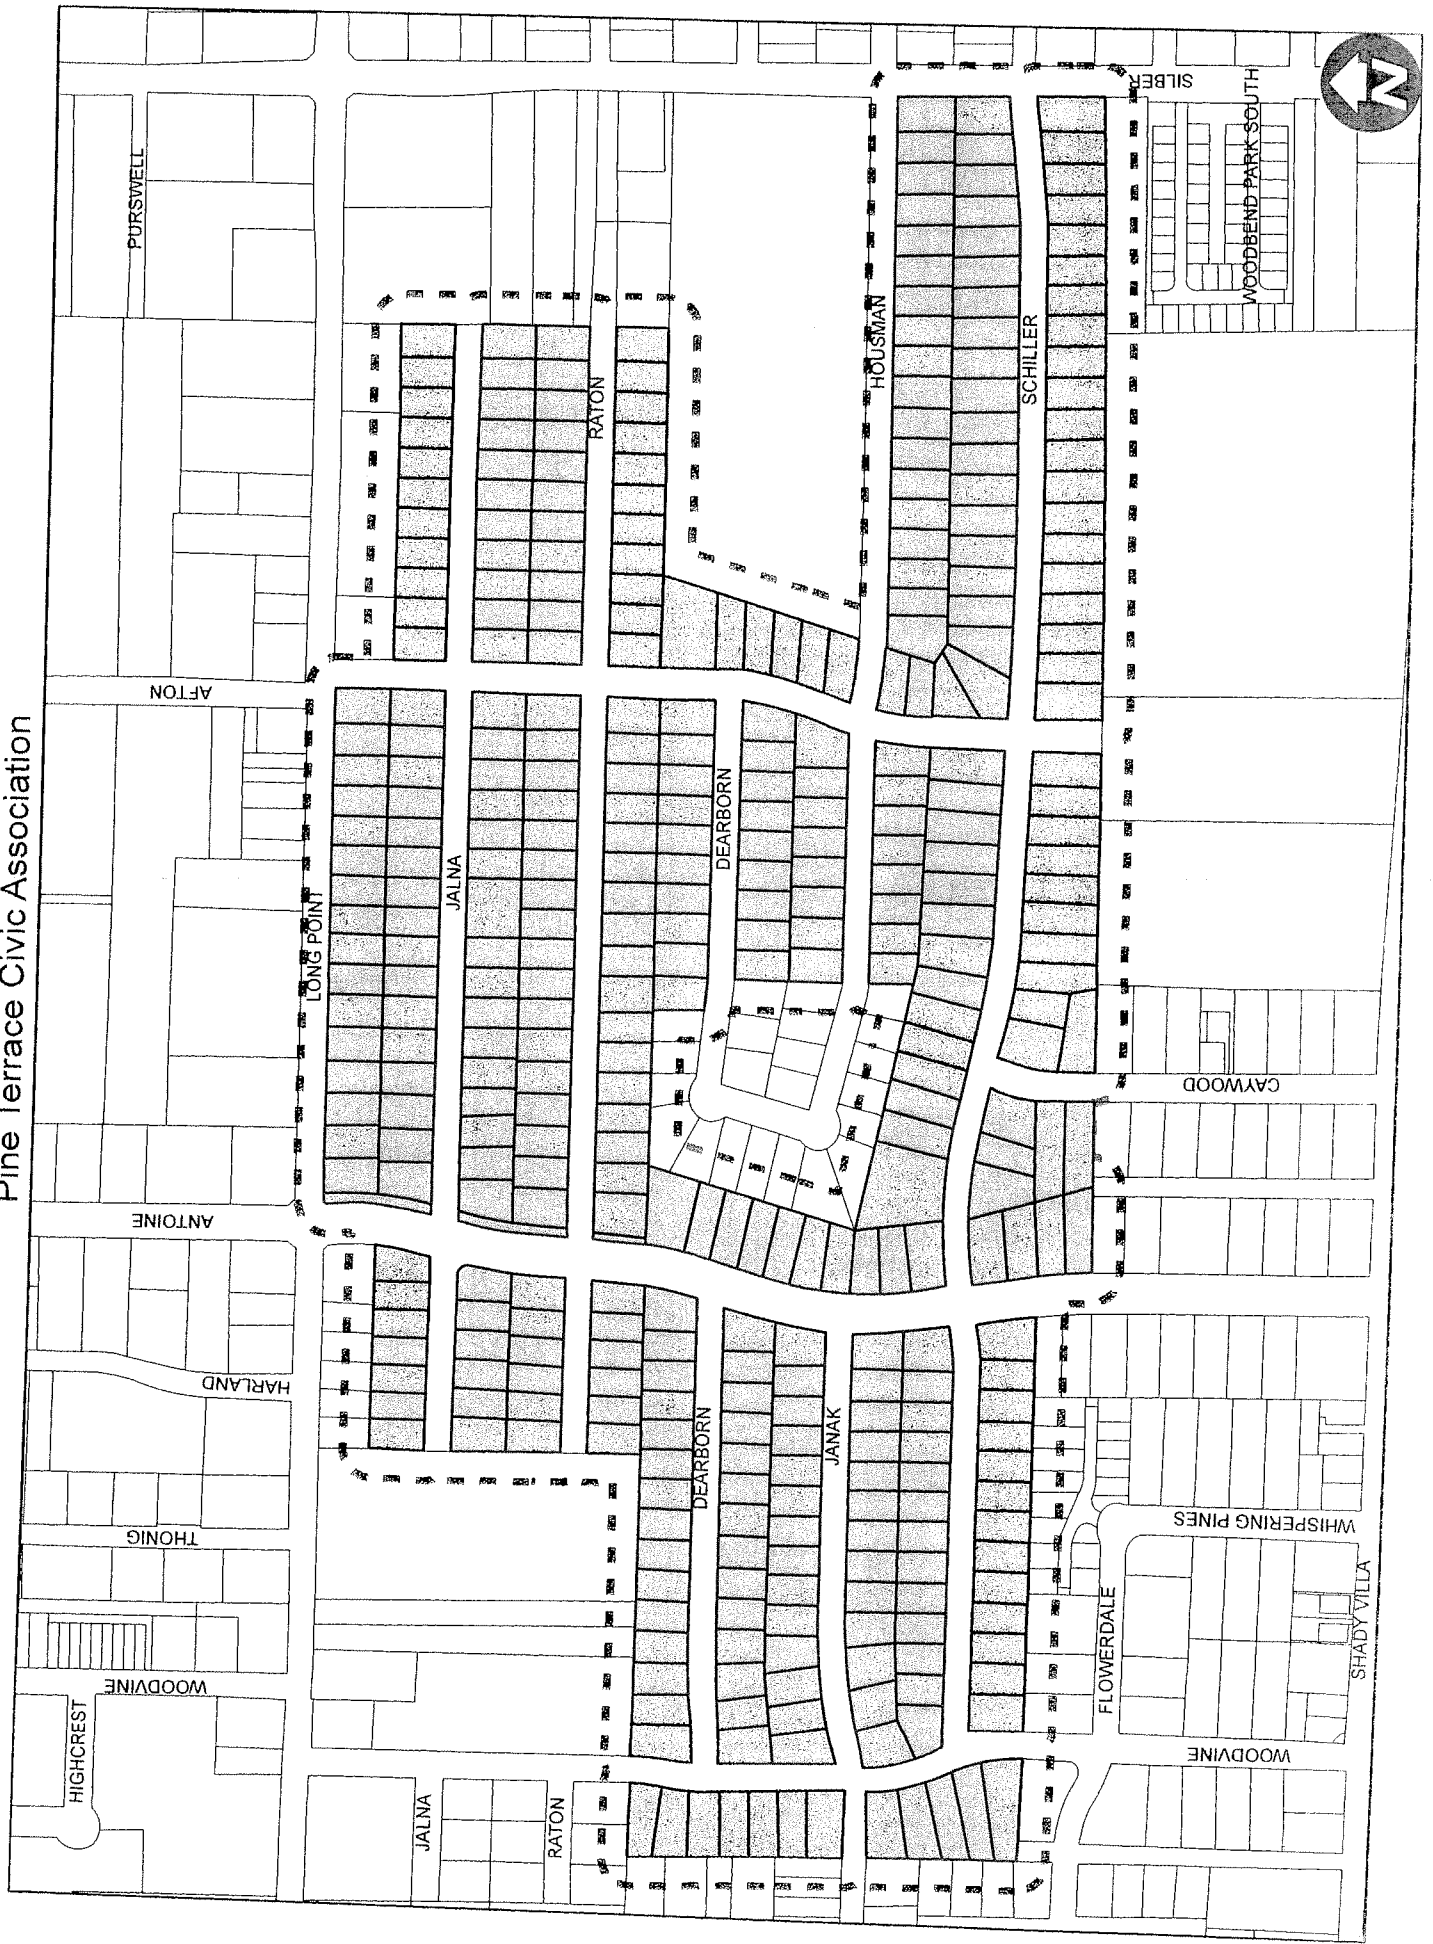 Pine Terrace Civic Association
N
SILBER
WOODBEND PARK SOUTH
PURSWELL
HOUSMAN
SCHILLER
RATON
AFTON
DEARBORN
JALNA
LONG POINT
CAYWOOD
ANTOINE
HARLAND
DEARBORN
JANAK
THONIG
WHISPERING PINES
FLOWERDALE
SHADY VILLA
WOODVINE
HIGHCREST
WOODVINE
JALNA
RATON